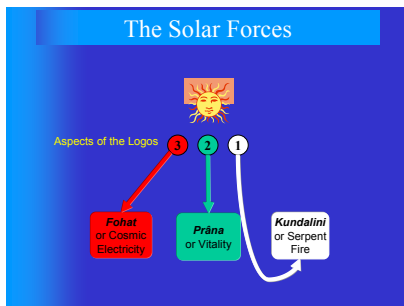 The Solar Forces
Aspects of the Logos
3 2 1
Fohat
or Cosmic
Electricity
Prâna
or Vitality
Kundalini
or Serpent
Fire